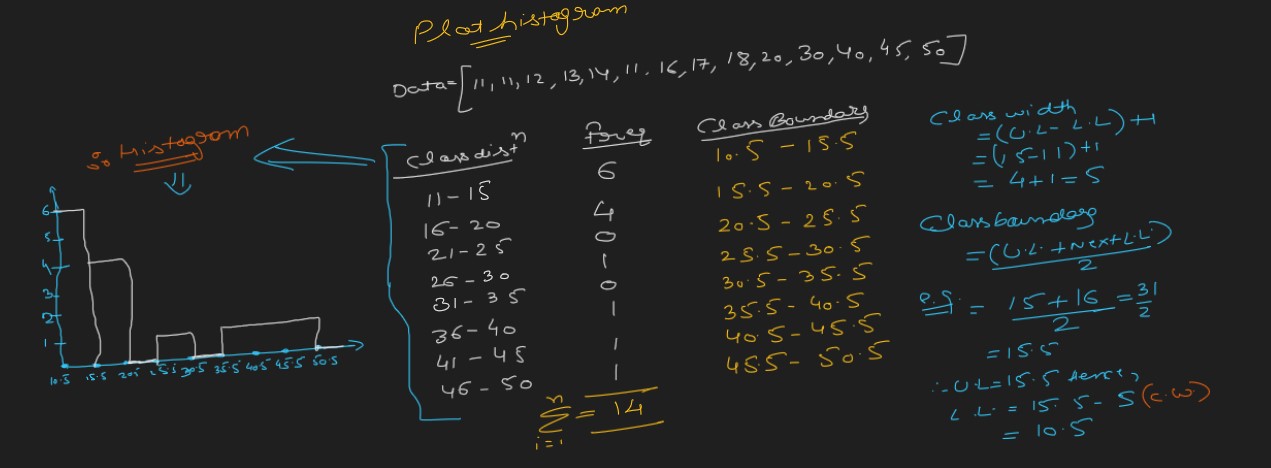 Plot histogram
Data=[11, 11, 12, 13, 14, 11. 16, 17, 18, 20, 30, 40, 45, 50]
∴ Histogram
⇓
6
5
4
3
2
1
10.5 15.5 20.5 25.5 30.5 35.5 40.5 45.5 50.5
Class distⁿ Freq Class Boundary
11-15 6 10.5 - 15.5
16-20 4 15.5 - 20.5
21-25 0 20.5 - 25.5
26-30 1 25.5 - 30.5
31-35 0 30.5 - 35.5
36-40 1 35.5 - 40.5
41-45 1 40.5 - 45.5
46-50 1 45.5 - 50.5
n
∑ = 14
i=1
Class width
=(U.L - L.L) +1
=(15-11)+1
= 4+1=5
Class boundary
=(U.L. + Next L.L.)
2
e.g. = 15+16 = 31
2 2
=15.5
∴ U.L=15.5 Hence,
L.L. = 15.5 - 5 (c.w.)
= 10.5